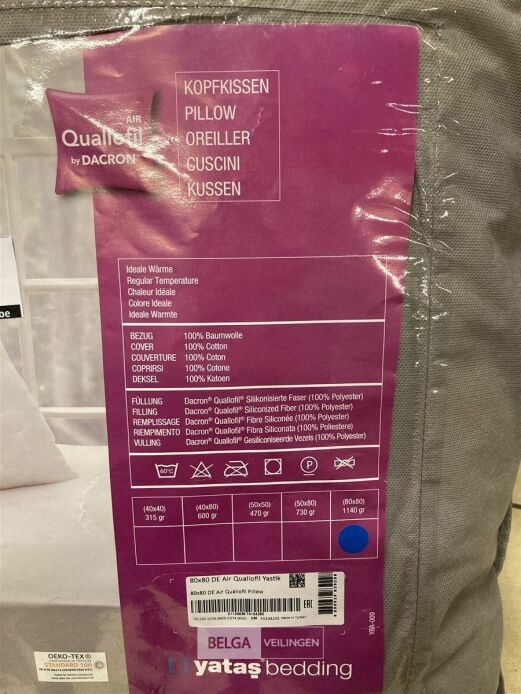 AIR
Quallofil
by DACRON
KOPFKISSEN
PILLOW
OREILLER
CUSCINI
KUSSEN
Ideale Wärme
Regular Temperature
Chaleur Idéale
Colore Ideale
Ideale Warmte
BEZUG 100% Baumwolle
COVER 100% Cotton
COUVERTURE 100% Coton
COPRIRSI 100% Cotone
DEKSEL 100% Katoen
FÜLLUNG Dacron® Quallofil® Silikonisierte Faser (100% Polyester)
FILLING Dacron® Quallofil® Siliconized Fiber (100% Polyester)
REMPLISSAGE Dacron® Quallofil® Fibre Siliconée (100% Polyester)
RIEMPIMENTO Dacron® Quallofil® Fibra Siliconata (100% Poliestere)
VULLING Dacron® Quallofil® Gesiliconiseerde Vezels (100% Polyester)
60°C
P
(40x40) (40x80) (50x50) (50x80) (80x80)
315 gr 600 gr 470 gr 730 gr 1140 gr
80x80 DE Air Quallofil Yastik
80x80 DE Air Quallofil Pillow
EAC
YBA-009
BELGA VEILINGEN
yataş bedding
OEKO-TEX®
STANDARD 100